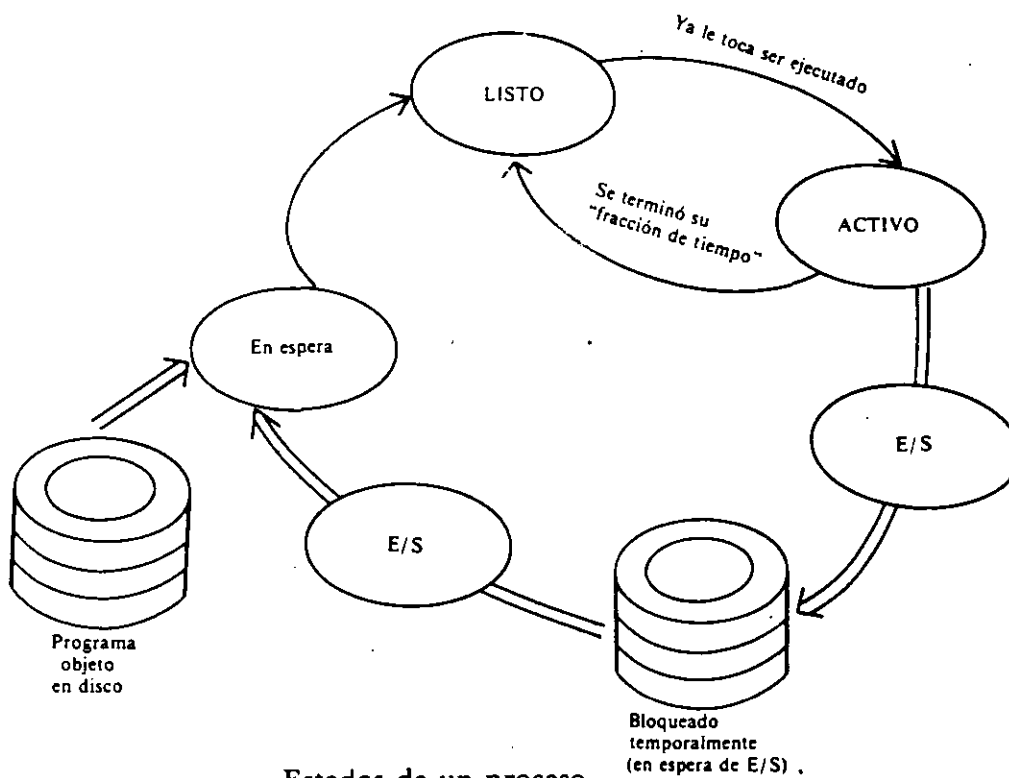 Ya le toca ser ejecutado
LISTO
Se terminó su
"fracción de tiempo"
ACTIVO
En espera
E/S
E/S
Programa
objeto
en disco
Bloqueado
temporalmente
(en espera de E/S) .
Estados de un proceso